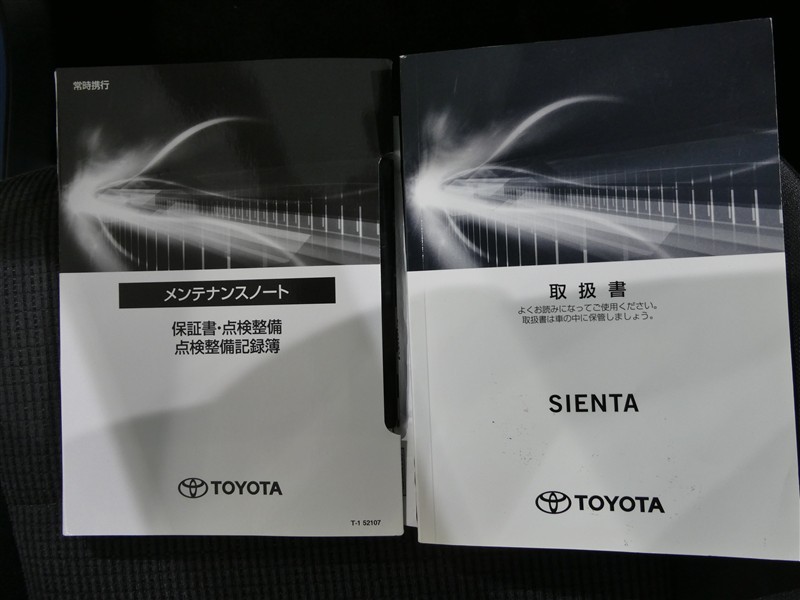 常時携行
メンテナンスノート
保証書・点検整備
点検整備記録簿
TOYOTA
T-1 52107
取扱書
よくお読みになってご使用ください。
取扱書は車の中に保管しましょう。
SIENTA
TOYOTA